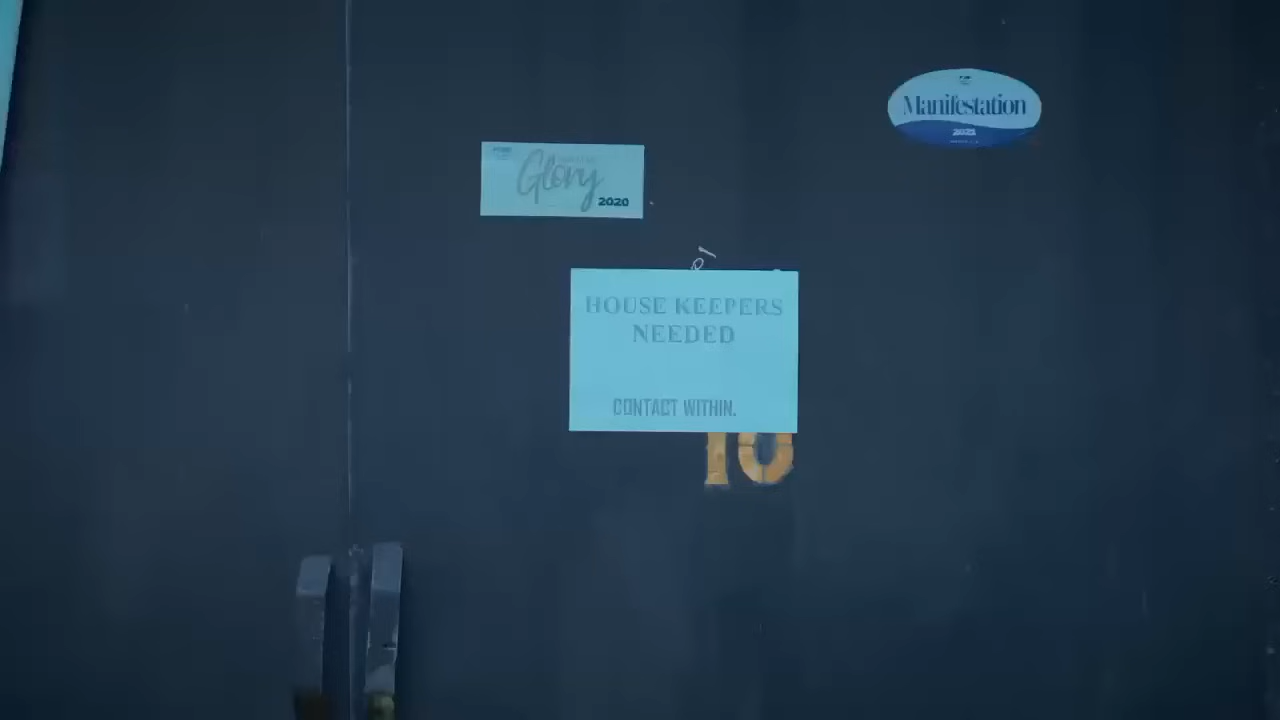 Manifestation
2021
Glory
2020
HOUSE KEEPERS
NEEDED
CONTACT WITHIN.
10